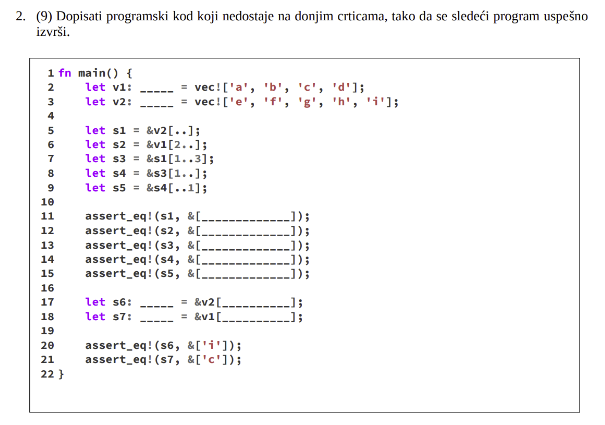 2. (9) Dopisati programski kod koji nedostaje na donjim crticama, tako da se sledeći program uspešno
izvrši.
1 fn main() {
2     let v1: _____ = vec!['a', 'b', 'c', 'd'];
3     let v2: _____ = vec!['e', 'f', 'g', 'h', 'i'];
4
5     let s1 = &v2[..];
6     let s2 = &v1[2..];
7     let s3 = &s1[1..3];
8     let s4 = &s3[1..];
9     let s5 = &s4[..1];
10
11     assert_eq!(s1, &[_____________]);
12     assert_eq!(s2, &[_____________]);
13     assert_eq!(s3, &[_____________]);
14     assert_eq!(s4, &[_____________]);
15     assert_eq!(s5, &[_____________]);
16
17     let s6: _____ = &v2[__________];
18     let s7: _____ = &v1[__________];
19
20     assert_eq!(s6, &['i']);
21     assert_eq!(s7, &['c']);
22 }